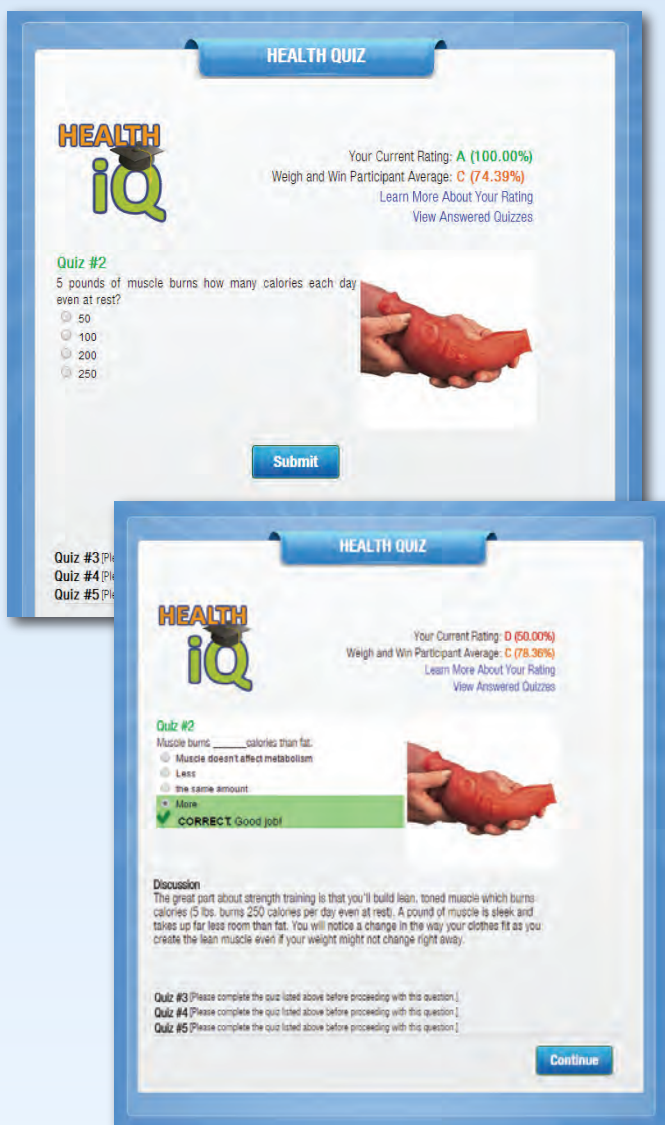 HEALTH QUIZ
HEALTH
iQ
Your Current Rating: A (100.00%)
Weigh and Win Participant Average: C (74.39%)
Learn More About Your Rating
View Answered Quizzes
Quiz #2
5 pounds of muscle burns how many calories each day
even at rest?
50
100
200
250
Submit
Quiz #3 [Ple
Quiz #4 [Ple
Quiz #5 [Ple
HEALTH QUIZ
HEALTH
iQ
Your Current Rating: D (50.00%)
Weigh and Win Participant Average: C (78.36%)
Learn More About Your Rating
View Answered Quizzes
Quiz #2
Muscle burns ______calories than fat.
Muscle doesn't affect metabolism
Less
the same amount
More
CORRECT. Good job!
Discussion
The great part about strength training is that you'll build lean, toned muscle which burns
calories (5 lbs. burns 250 calories per day even at rest). A pound of muscle is sleek and
takes up far less room than fat. You will notice a change in the way your clothes fit as you
create the lean muscle even if your weight might not change right away.
Quiz #3 [Please complete the quiz listed above before proceeding with this question.]
Quiz #4 [Please complete the quiz listed above before proceeding with this question.]
Quiz #5 [Please complete the quiz listed above before proceeding with this question.]
Continue